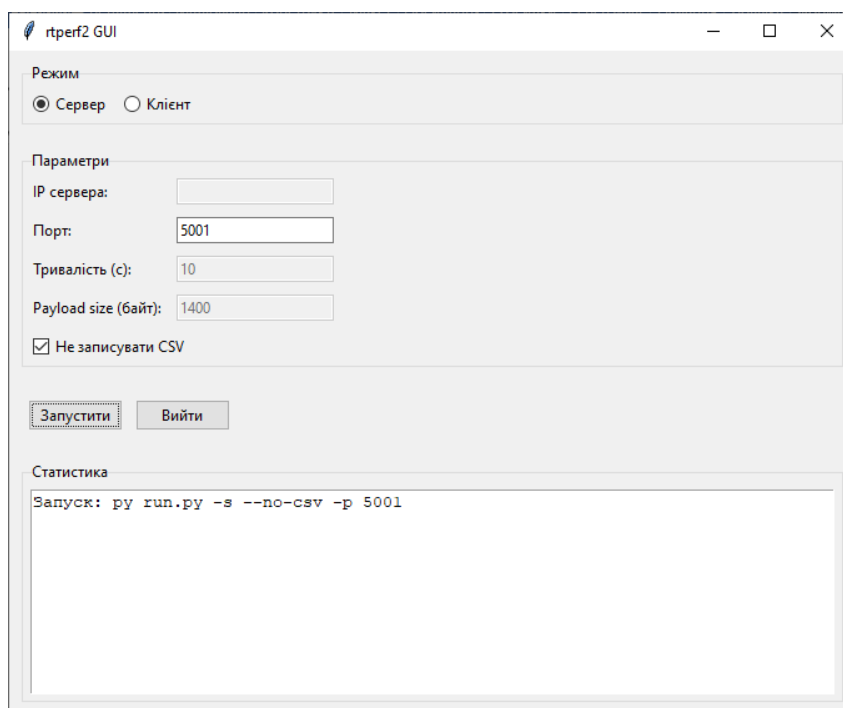 rtperf2 GUI
Режим
Сервер Клієнт
Параметри
IP сервера:
Порт: 5001
Тривалість (с): 10
Payload size (байт): 1400
Не записувати CSV
Запустити Вийти
Статистика
Запуск: py run.py -s --no-csv -p 5001